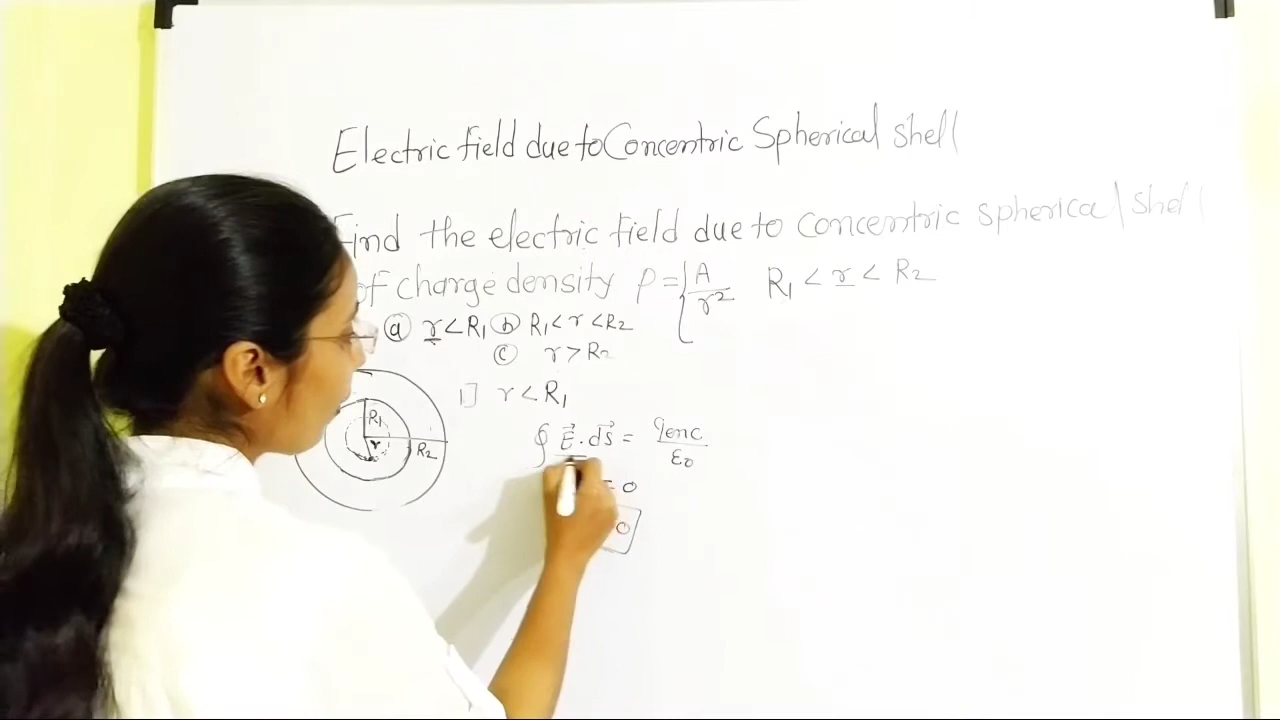 Electric field due to Concentric Spherical Shell
Find the electric field due to concentric spherical shell
of charge density ρ = { A/r² R₁ < r < R₂
ⓐ r < R₁ ⓑ R₁ < r < R₂
ⓒ r > R₂
1] r < R₁
R₁
r
R₂
∮ E⃗ . ds⃗ = qenc/ε₀
= 0
0